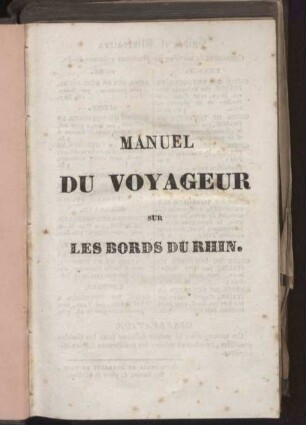 MANUEL
DU VOYAGEUR
SUR
LES BORDS DU RHIN.